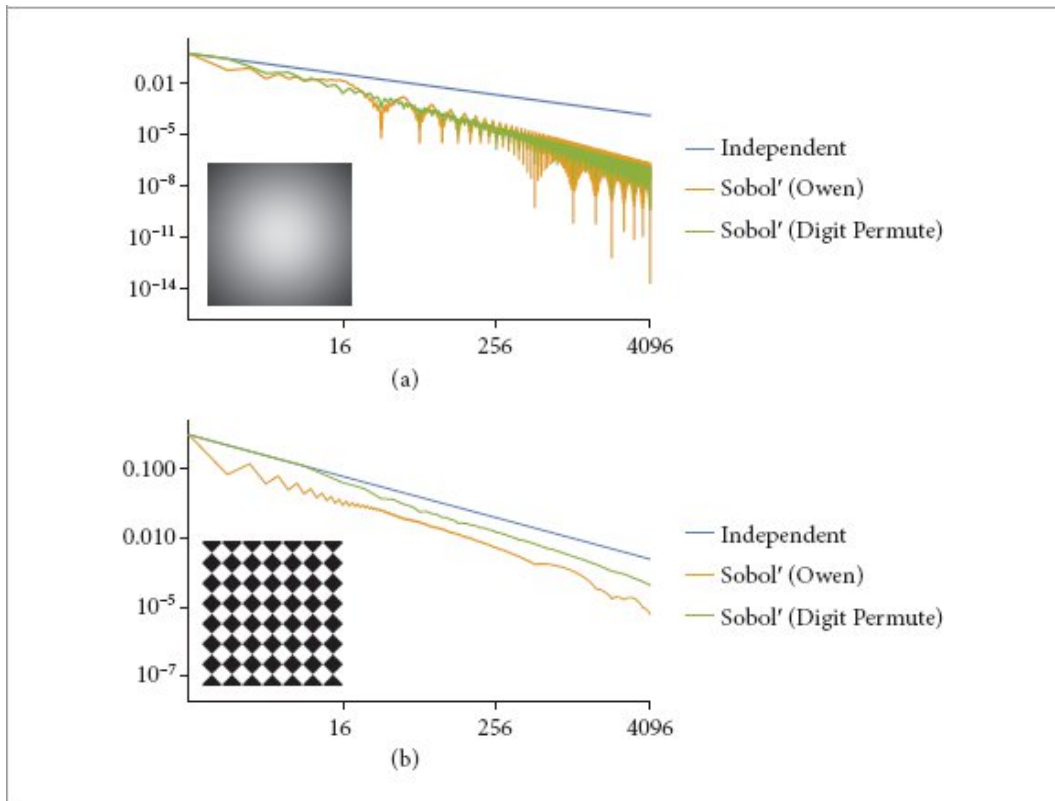 0.01
10⁻⁵
10⁻⁸
10⁻¹¹
10⁻¹⁴
16 256 4096
Independent
Sobol′ (Owen)
Sobol′ (Digit Permute)
(a)
0.100
0.010
10⁻⁵
10⁻⁷
16 256 4096
Independent
Sobol′ (Owen)
Sobol′ (Digit Permute)
(b)